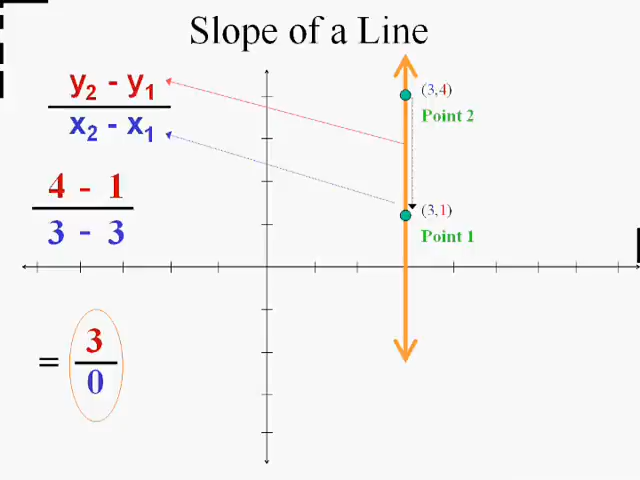 Slope of a Line
y₂ - y₁
x₂ - x₁
4 - 1
3 - 3
= 3
0
(3,4)
Point 2
(3,1)
Point 1